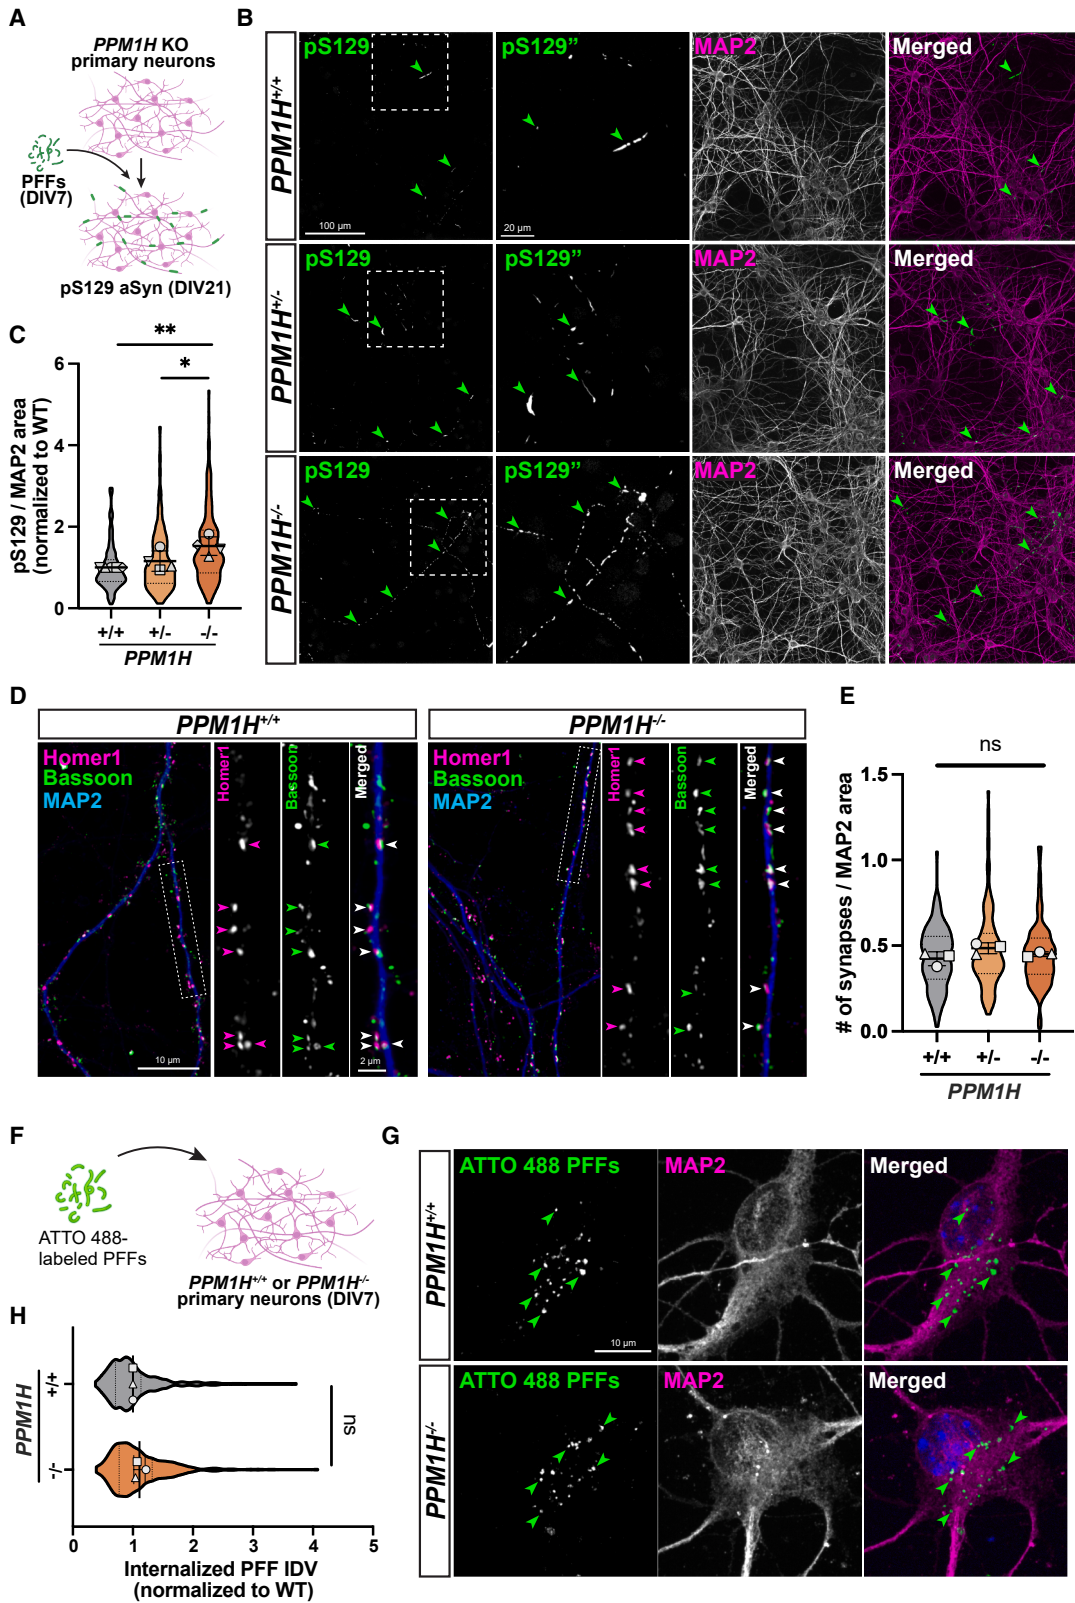 A
PPM1H KO
primary neurons
PFFs
(DIV7)
pS129 aSyn (DIV21)
B
pS129
pS129”
MAP2
Merged
PPM1H+/+
100 µm
20 µm
pS129
pS129”
MAP2
Merged
PPM1H+/-
pS129
pS129”
MAP2
Merged
PPM1H-/-
C
**
*
6
4
2
0
pS129 / MAP2 area
(normalized to WT)
+/+
+/-
-/-
PPM1H
D
PPM1H+/+
Homer1
Bassoon
MAP2
Homer1
Bassoon
Merged
10 µm
2 µm
PPM1H-/-
Homer1
Bassoon
MAP2
Homer1
Bassoon
Merged
E
ns
1.5
1.0
0.5
0.0
# of synapses / MAP2 area
+/+
+/-
-/-
PPM1H
F
ATTO 488-
labeled PFFs
PPM1H+/+ or PPM1H-/-
primary neurons (DIV7)
G
ATTO 488 PFFs
MAP2
Merged
PPM1H+/+
10 µm
ATTO 488 PFFs
MAP2
Merged
PPM1H-/-
H
PPM1H
+/+
-/-
ns
0
1
2
3
4
5
Internalized PFF IDV
(normalized to WT)